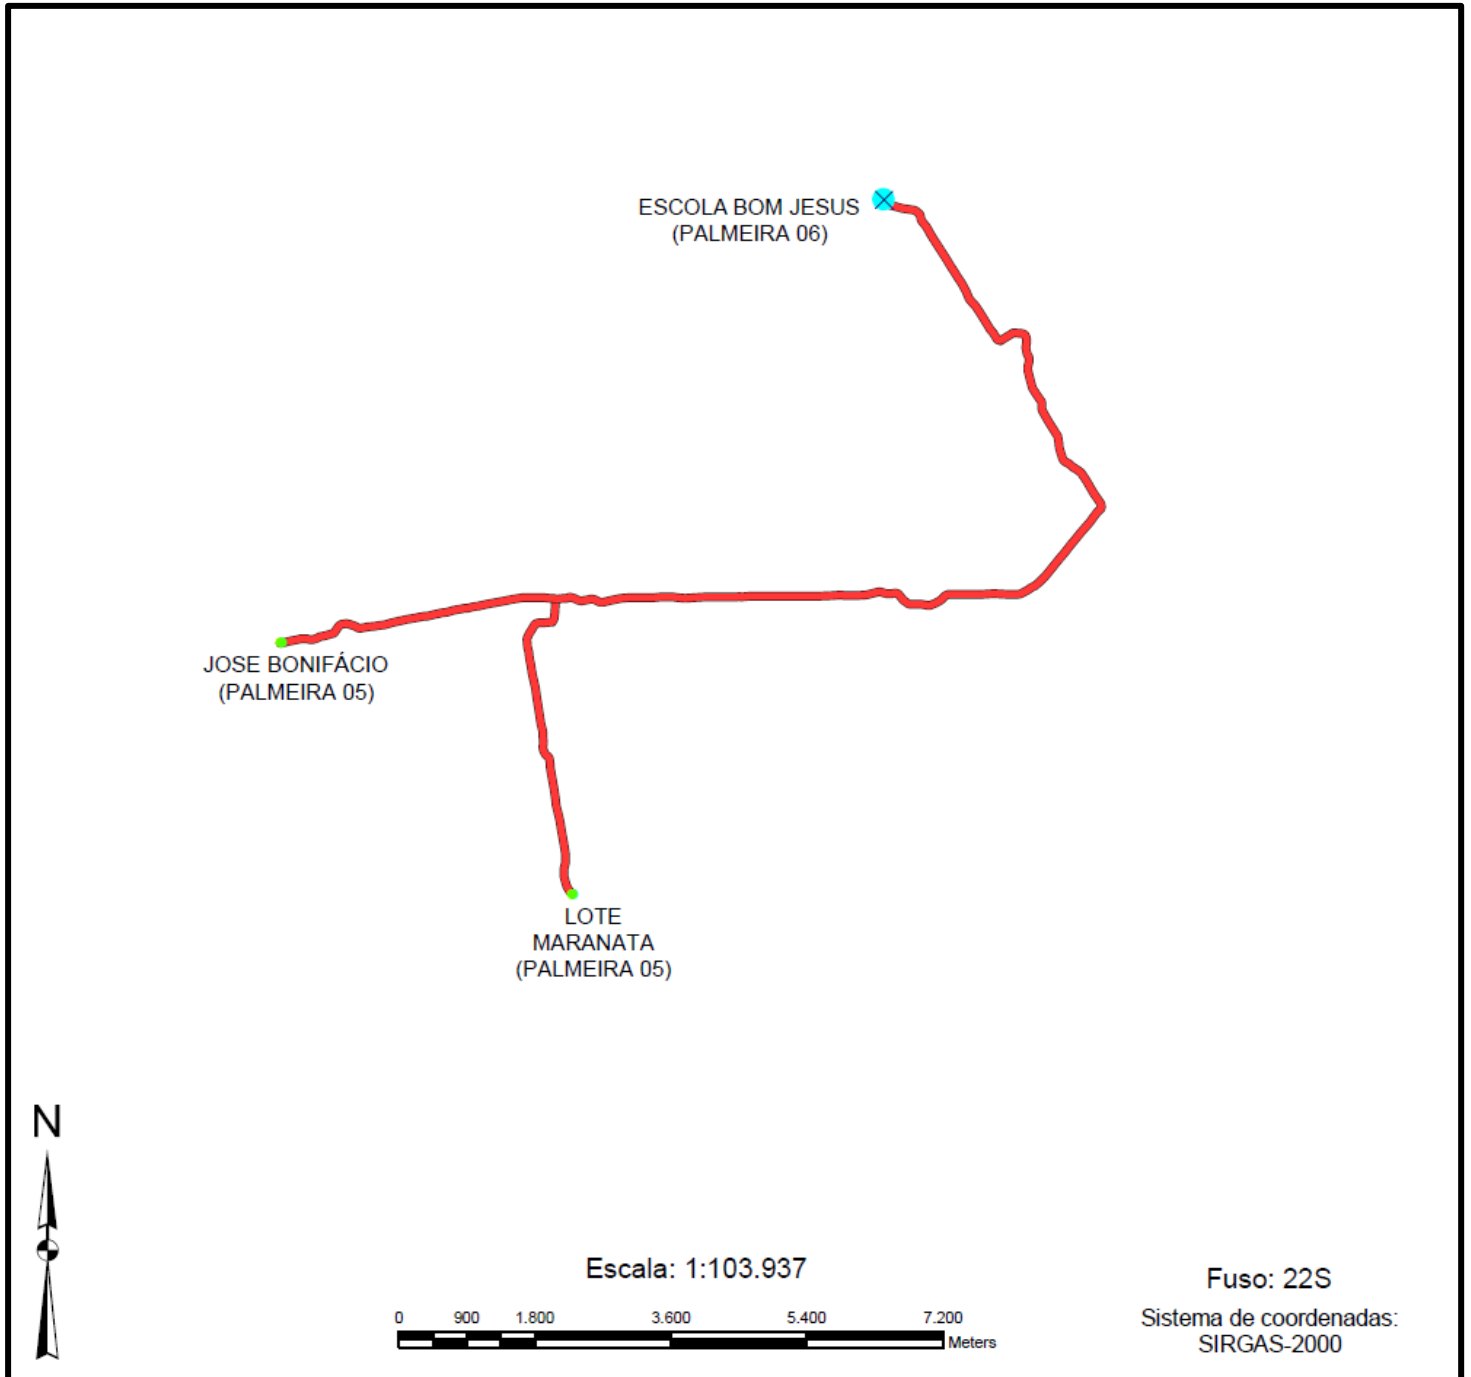 ESCOLA BOM JESUS
(PALMEIRA 06)
JOSE BONIFÁCIO
(PALMEIRA 05)
LOTE
MARANATA
(PALMEIRA 05)
N
Escala: 1:103.937
0 900 1.800 3.600 5.400 7.200
Meters
Fuso: 22S
Sistema de coordenadas:
SIRGAS-2000